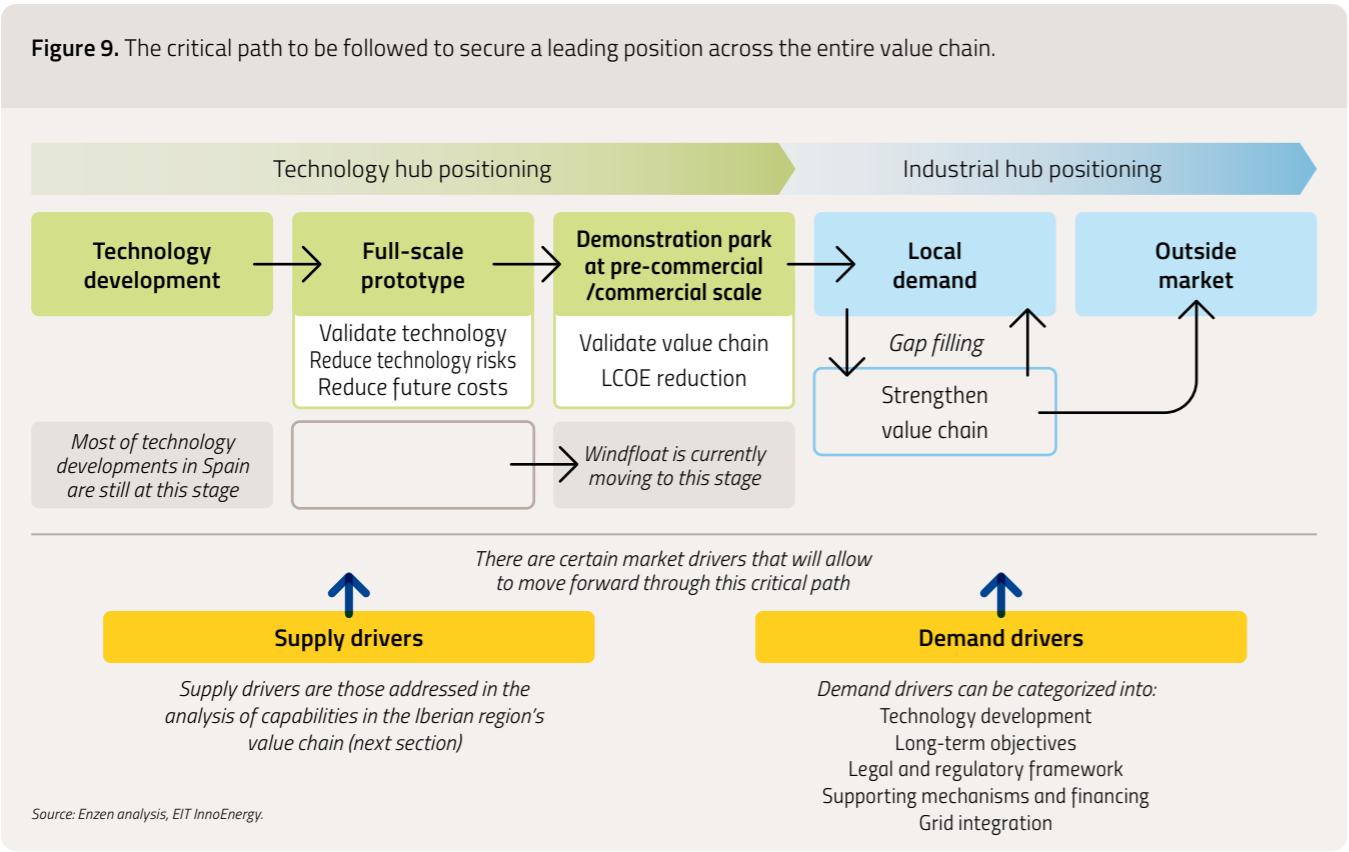 Figure 9. The critical path to be followed to secure a leading position across the entire value chain.
Technology hub positioning
Industrial hub positioning
Technology
development
Full-scale
prototype
Demonstration park
at pre-commercial
/commercial scale
Local
demand
Outside
market
Validate technology
Reduce technology risks
Reduce future costs
Validate value chain
LCOE reduction
Gap filling
Strengthen
value chain
Most of technology
developments in Spain
are still at this stage
Windfloat is currently
moving to this stage
There are certain market drivers that will allow
to move forward through this critical path
Supply drivers
Supply drivers are those addressed in the
analysis of capabilities in the Iberian region's
value chain (next section)
Demand drivers
Demand drivers can be categorized into:
Technology development
Long-term objectives
Legal and regulatory framework
Supporting mechanisms and financing
Grid integration
Source: Enzen analysis, EIT InnoEnergy.